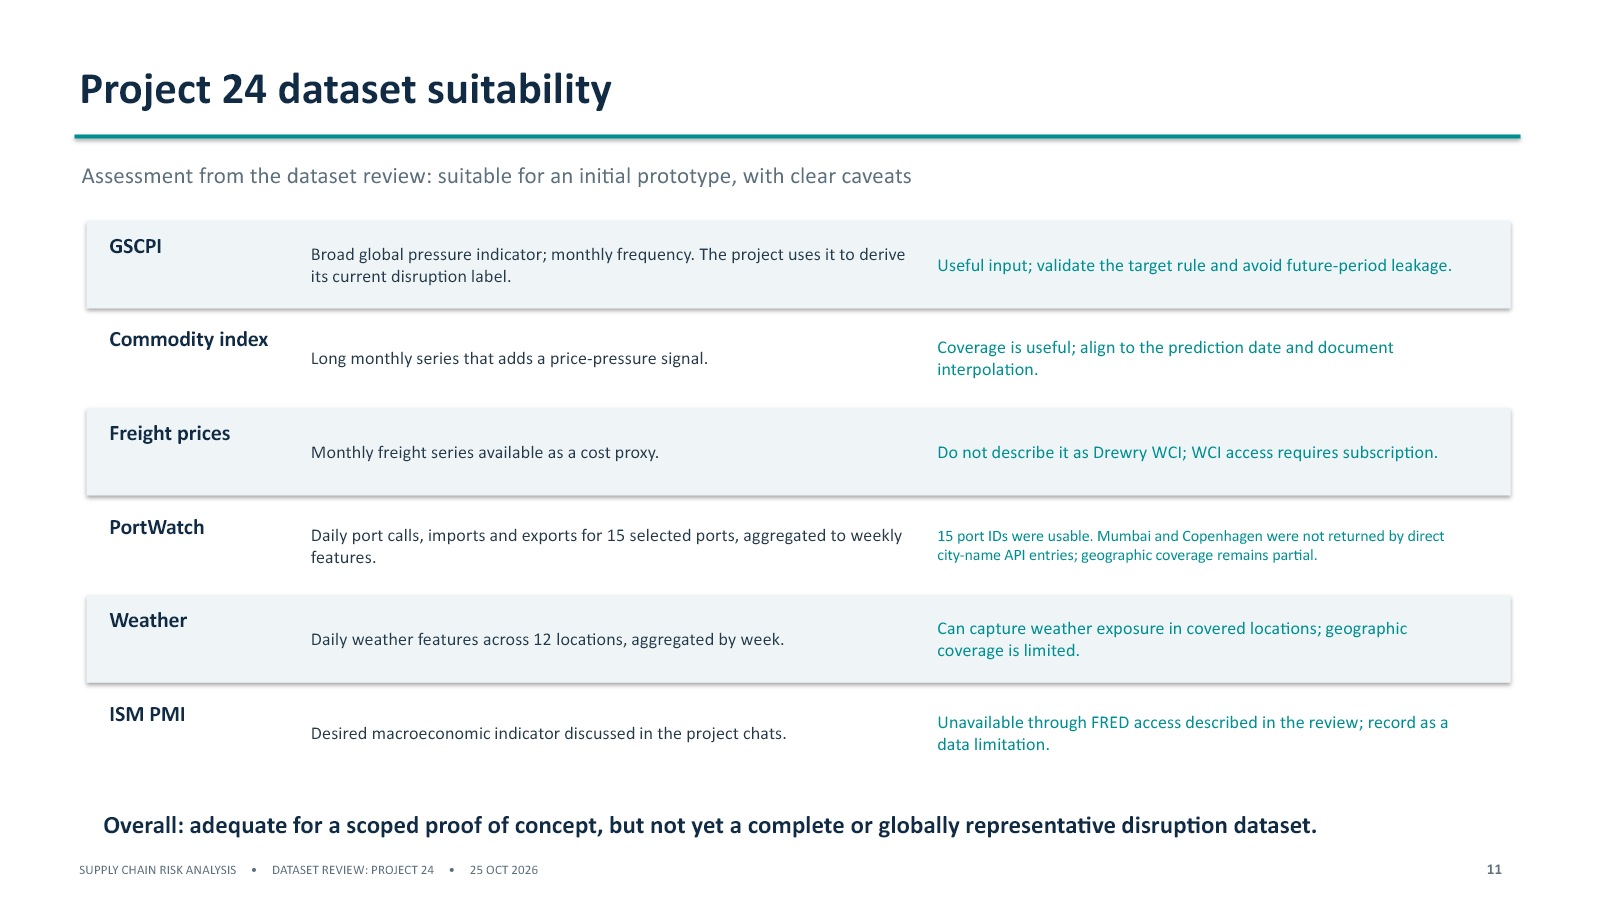 Project 24 dataset suitability
Assessment from the dataset review: suitable for an initial prototype, with clear caveats
GSCPI
Broad global pressure indicator; monthly frequency. The project uses it to derive
its current disruption label.
Useful input; validate the target rule and avoid future-period leakage.
Commodity index
Long monthly series that adds a price-pressure signal.
Coverage is useful; align to the prediction date and document
interpolation.
Freight prices
Monthly freight series available as a cost proxy.
Do not describe it as Drewry WCI; WCI access requires subscription.
PortWatch
Daily port calls, imports and exports for 15 selected ports, aggregated to weekly
features.
15 port IDs were usable. Mumbai and Copenhagen were not returned by direct
city-name API entries; geographic coverage remains partial.
Weather
Daily weather features across 12 locations, aggregated by week.
Can capture weather exposure in covered locations; geographic
coverage is limited.
ISM PMI
Desired macroeconomic indicator discussed in the project chats.
Unavailable through FRED access described in the review; record as a
data limitation.
Overall: adequate for a scoped proof of concept, but not yet a complete or globally representative disruption dataset.
SUPPLY CHAIN RISK ANALYSIS • DATASET REVIEW: PROJECT 24 • 25 OCT 2026
11